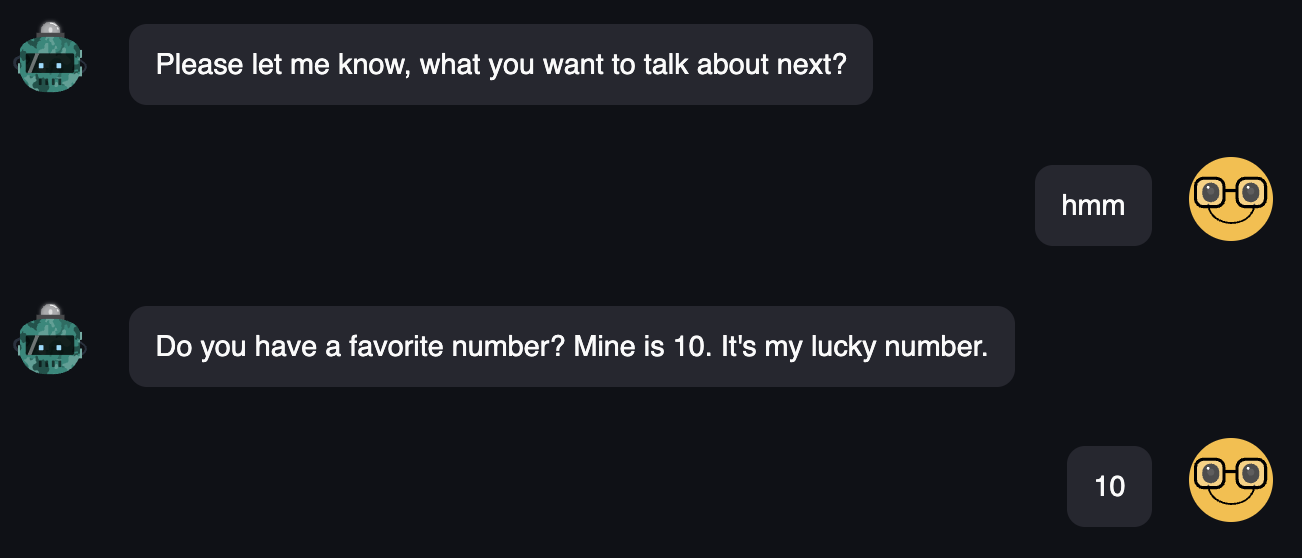 Please let me know, what you want to talk about next?
hmm
Do you have a favorite number? Mine is 10. It's my lucky number.
10